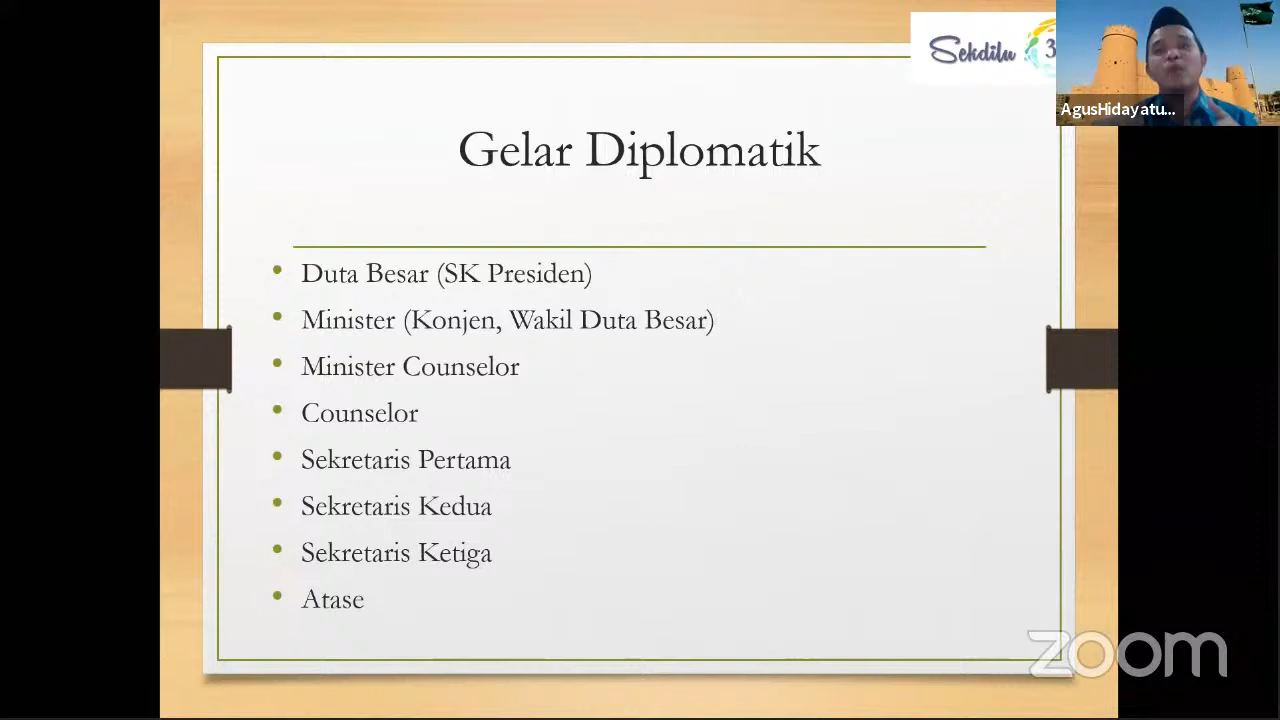 Sekdilu 3
AgusHidayatu...
Gelar Diplomatik
• Duta Besar (SK Presiden)
• Minister (Konjen, Wakil Duta Besar)
• Minister Counselor
• Counselor
• Sekretaris Pertama
• Sekretaris Kedua
• Sekretaris Ketiga
• Atase
zoom